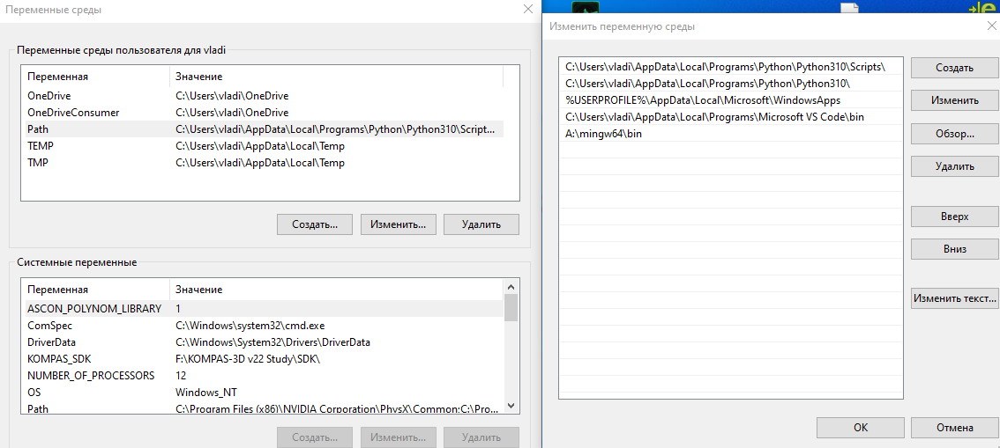 Переменные среды
Переменные среды пользователя для vladi
Переменная Значение
OneDrive C:\Users\vladi\OneDrive
OneDriveConsumer C:\Users\vladi\OneDrive
Path C:\Users\vladi\AppData\Local\Programs\Python\Python310\Script...
TEMP C:\Users\vladi\AppData\Local\Temp
TMP C:\Users\vladi\AppData\Local\Temp
Создать... Изменить... Удалить
Системные переменные
Переменная Значение
ASCON_POLYNOM_LIBRARY 1
ComSpec C:\Windows\system32\cmd.exe
DriverData C:\Windows\System32\Drivers\DriverData
KOMPAS_SDK F:\KOMPAS-3D v22 Study\SDK\
NUMBER_OF_PROCESSORS 12
OS Windows_NT
Path C:\Program Files (x86)\NVIDIA Corporation\PhysX\Common;C:\Pro...
Создать... Изменить... Удалить
Изменить переменную среды
C:\Users\vladi\AppData\Local\Programs\Python\Python310\Scripts\
C:\Users\vladi\AppData\Local\Programs\Python\Python310\
%USERPROFILE%\AppData\Local\Microsoft\WindowsApps
C:\Users\vladi\AppData\Local\Programs\Microsoft VS Code\bin
A:\mingw64\bin
Создать
Изменить
Обзор...
Удалить
Вверх
Вниз
Изменить текст...
ОК Отмена